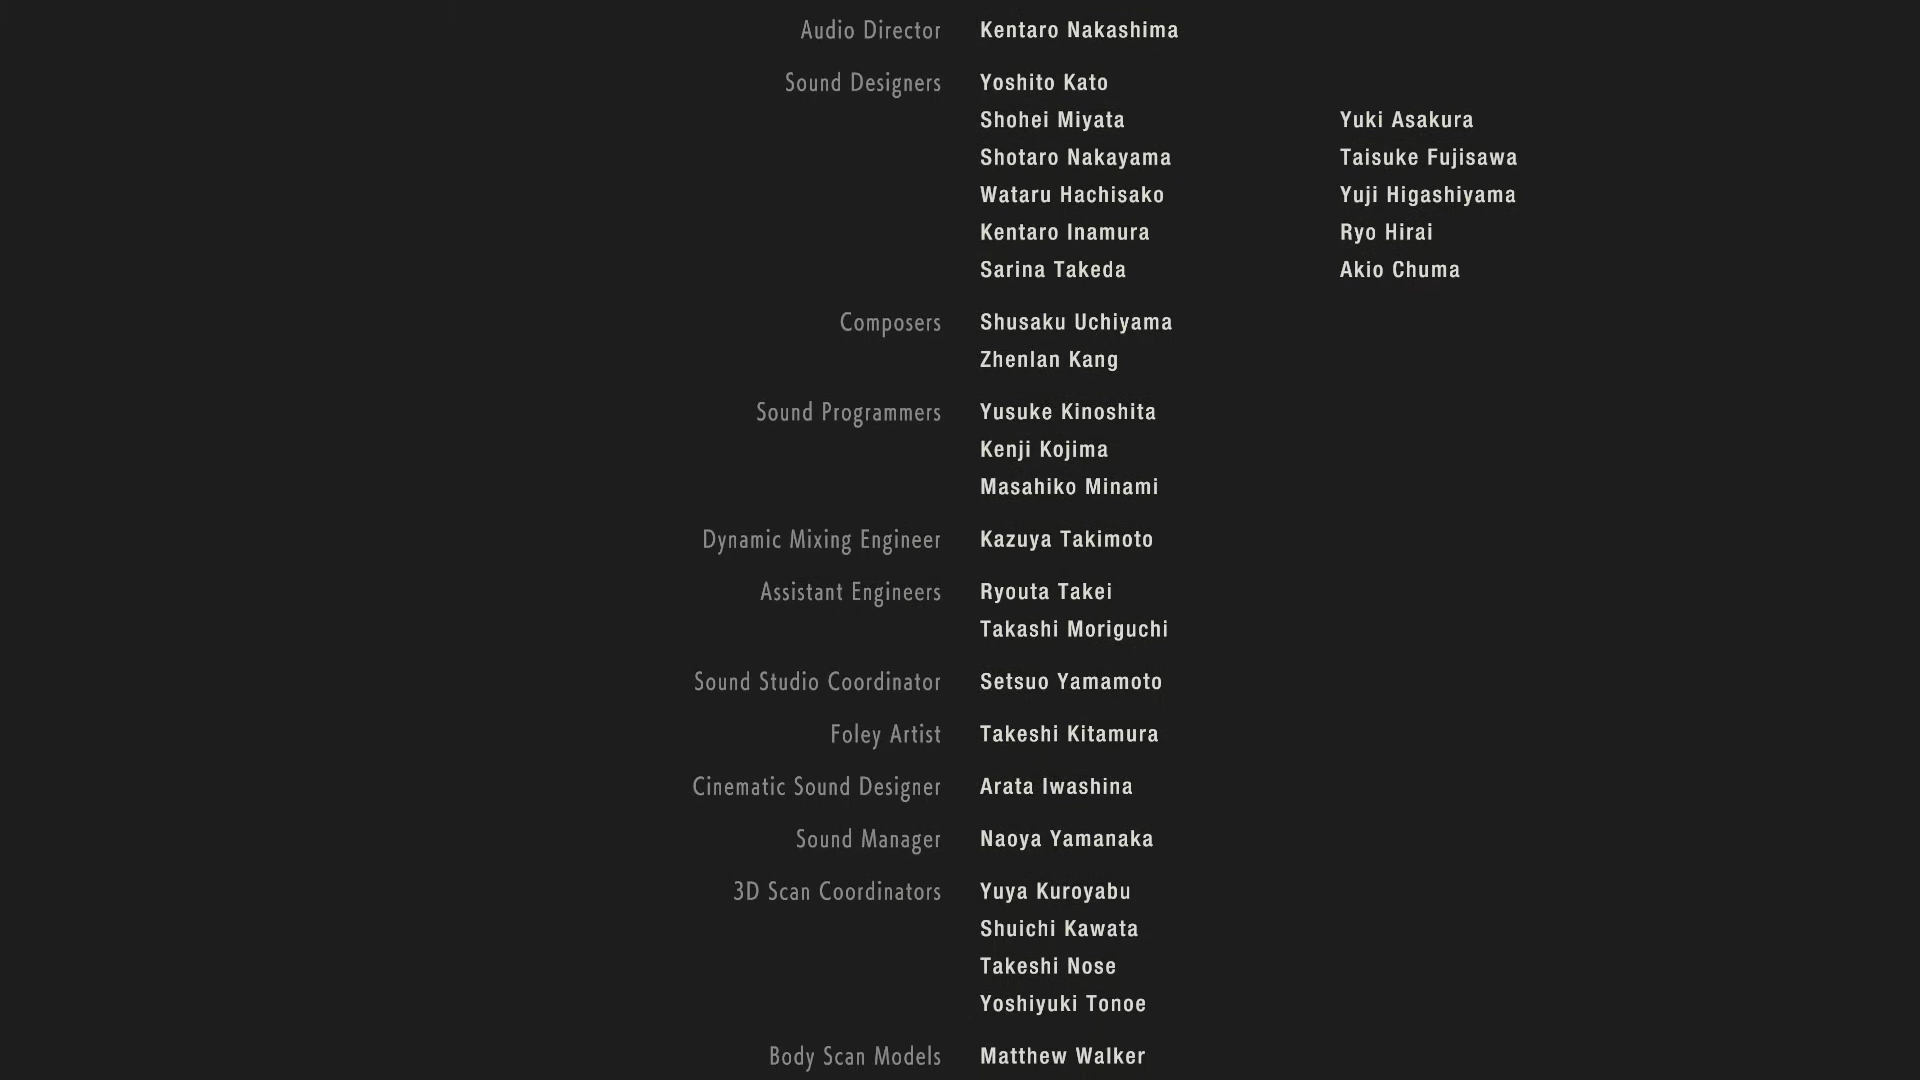 Audio Director Kentaro Nakashima
Sound Designers Yoshito Kato
Shohei Miyata Yuki Asakura
Shotaro Nakayama Taisuke Fujisawa
Wataru Hachisako Yuji Higashiyama
Kentaro Inamura Ryo Hirai
Sarina Takeda Akio Chuma
Composers Shusaku Uchiyama
Zhenlan Kang
Sound Programmers Yusuke Kinoshita
Kenji Kojima
Masahiko Minami
Dynamic Mixing Engineer Kazuya Takimoto
Assistant Engineers Ryouta Takei
Takashi Moriguchi
Sound Studio Coordinator Setsuo Yamamoto
Foley Artist Takeshi Kitamura
Cinematic Sound Designer Arata Iwashina
Sound Manager Naoya Yamanaka
3D Scan Coordinators Yuya Kuroyabu
Shuichi Kawata
Takeshi Nose
Yoshiyuki Tonoe
Body Scan Models Matthew Walker